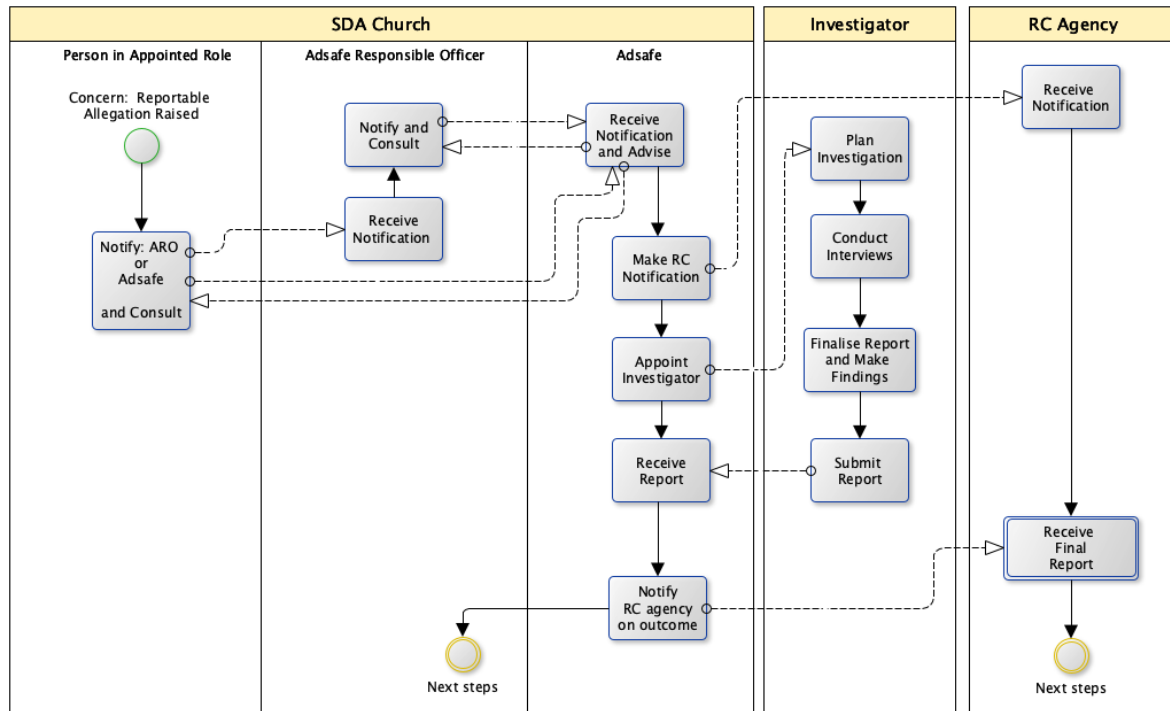 SDA Church
Investigator
RC Agency
Person in Appointed Role
Adsafe Responsible Officer
Adsafe
Concern:  Reportable
Allegation Raised
Notify: ARO
or
Adsafe
and Consult
Notify and
Consult
Receive
Notification
Receive
Notification
and Advise
Make RC
Notification
Appoint
Investigator
Receive
Report
Notify
RC agency
on outcome
Next steps
Plan
Investigation
Conduct
Interviews
Finalise Report
and Make
Findings
Submit
Report
Receive
Notification
Receive
Final
Report
Next steps